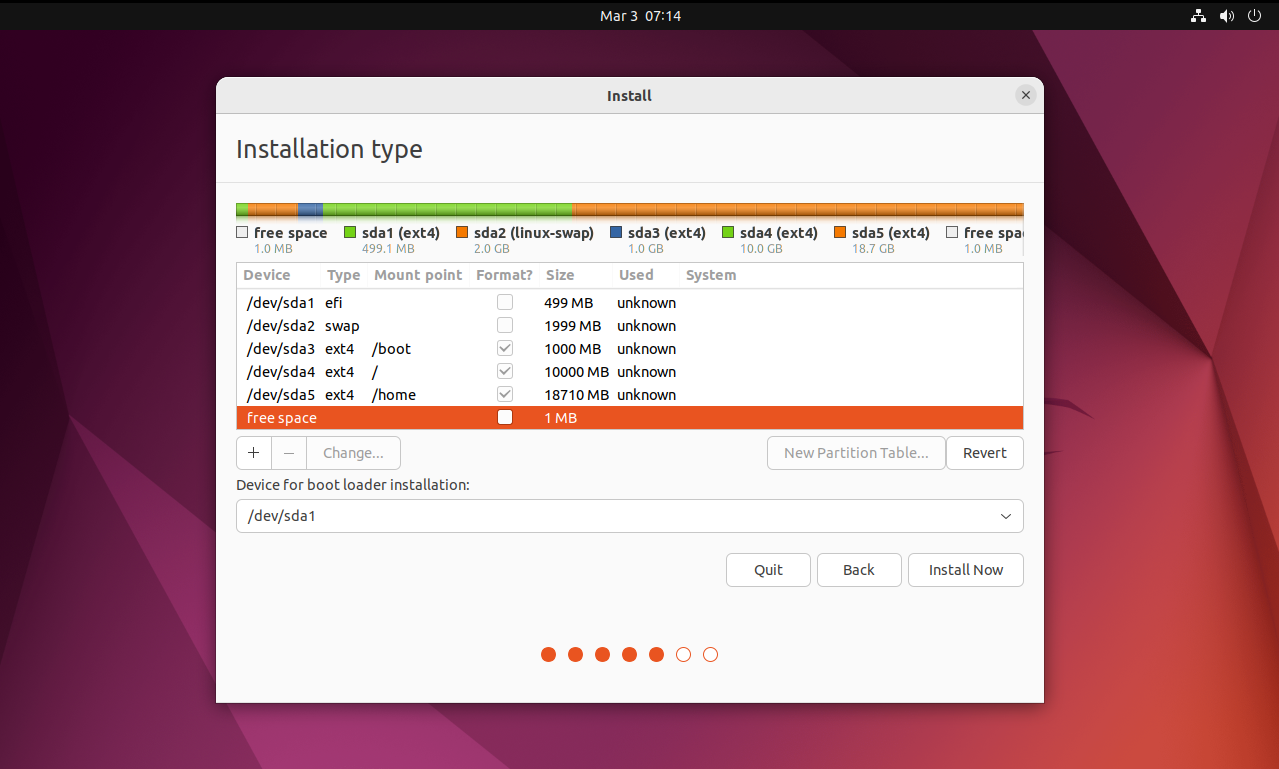 Mar 3 07:14
Install
Installation type
free space sda1 (ext4) sda2 (linux-swap) sda3 (ext4) sda4 (ext4) sda5 (ext4) free spa
1.0 MB 499.1 MB 2.0 GB 1.0 GB 10.0 GB 18.7 GB 1.0 MB
Device Type Mount point Format? Size Used System
/dev/sda1 efi 499 MB unknown
/dev/sda2 swap 1999 MB unknown
/dev/sda3 ext4 /boot 1000 MB unknown
/dev/sda4 ext4 / 10000 MB unknown
/dev/sda5 ext4 /home 18710 MB unknown
free space 1 MB
+ − Change... New Partition Table... Revert
Device for boot loader installation:
/dev/sda1
Quit Back Install Now